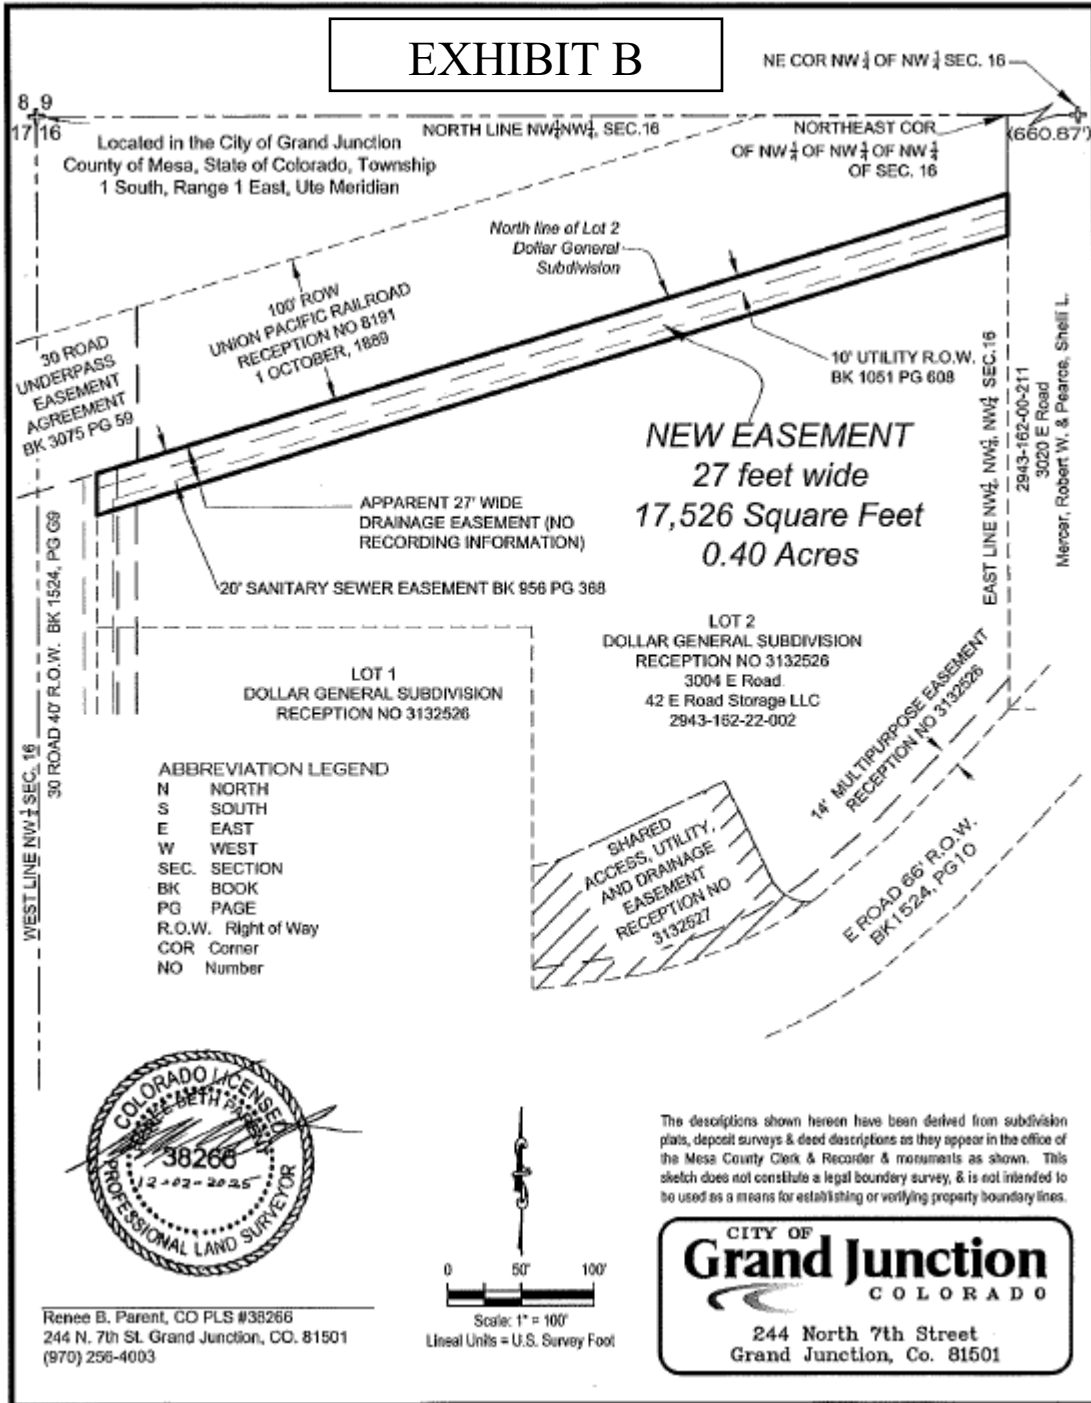 EXHIBIT B
NE COR NW ¼ OF NW ¼ SEC. 16
8 9
17 16
Located in the City of Grand Junction
County of Mesa, State of Colorado, Township
1 South, Range 1 East, Ute Meridian
NORTH LINE NW¼NW¼, SEC.16
NORTHEAST COR
OF NW ¼ OF NW ¼ OF NW ¼
OF SEC. 16
(660.87')
North line of Lot 2
Dollar General
Subdivision
100' ROW
UNION PACIFIC RAILROAD
RECEPTION NO 8191
1 OCTOBER, 1889
30 ROAD
UNDERPASS
EASEMENT
AGREEMENT
BK 3075 PG 59
10' UTILITY R.O.W.
BK 1051 PG 608
NEW EASEMENT
27 feet wide
17,526 Square Feet
0.40 Acres
APPARENT 27' WIDE
DRAINAGE EASEMENT (NO
RECORDING INFORMATION)
20' SANITARY SEWER EASEMENT BK 956 PG 368
EAST LINE NW¼, NW¼, NW¼ SEC.16
2943-162-00-211
3020 E Road
Mercer, Robert W. & Pearce, Shelli L.
WEST LINE NW ¼ SEC. 16
30 ROAD 40' R.O.W. BK 1524, PG G9
LOT 1
DOLLAR GENERAL SUBDIVISION
RECEPTION NO 3132526
LOT 2
DOLLAR GENERAL SUBDIVISION
RECEPTION NO 3132526
3004 E Road
42 E Road Storage LLC
2943-162-22-002
14' MULTIPURPOSE EASEMENT
RECEPTION NO 3132526
SHARED
ACCESS, UTILITY,
AND DRAINAGE
EASEMENT
RECEPTION NO
3132527
E ROAD 66' R.O.W.
BK1524, PG10
ABBREVIATION LEGEND
N NORTH
S SOUTH
E EAST
W WEST
SEC. SECTION
BK BOOK
PG PAGE
R.O.W. Right of Way
COR Corner
NO Number
COLORADO LICENSED
RENEE BETH PARENT
38266
12-02-2025
PROFESSIONAL LAND SURVEYOR
Renee B. Parent, CO PLS #38266
244 N. 7th St. Grand Junction, CO. 81501
(970) 256-4003
0 50' 100'
Scale: 1" = 100'
Lineal Units = U.S. Survey Foot
The descriptions shown hereon have been derived from subdivision
plats, deposit surveys & deed descriptions as they appear in the office of
the Mesa County Clerk & Recorder & monuments as shown. This
sketch does not constitute a legal boundary survey, & is not intended to
be used as a means for establishing or verifying property boundary lines.
CITY OF
Grand Junction
COLORADO
244 North 7th Street
Grand Junction, Co. 81501